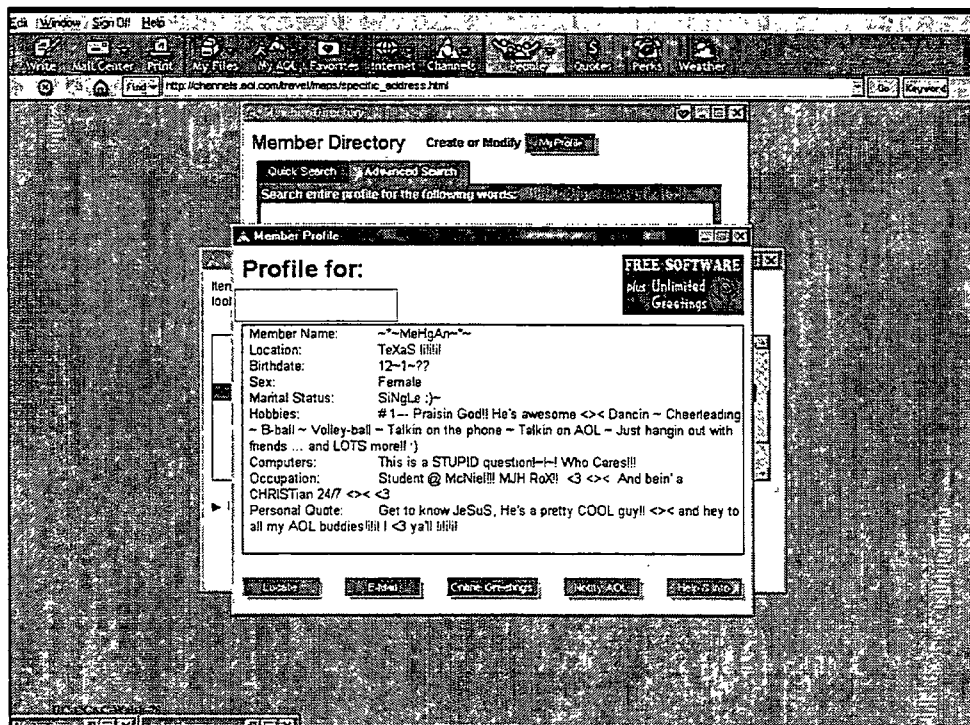 Edit Window Sign Off Help
Write Mail Center Print My Files My AOL Favorites Internet Channels People Quotes Perks Weather
Find http://channels.aol.com/travel/maps/specific_address.html Go Keyword
Member Directory Create or Modify My Profile
Quick Search Advanced Search
Search entire profile for the following words:
Member Profile
Profile for:
FREE SOFTWARE
plus Unlimited
Greetings
Member Name: ~*~MeHgAn~*~
Location: TeXaS !i!i!i!
Birthdate: 12~1~??
Sex: Female
Marital Status: SiNgLe :)~
Hobbies: #1-- Praisin God!! He's awesome <>< Dancin ~ Cheerleading
~ B-ball ~ Volley-ball ~ Talkin on the phone ~ Talkin on AOL ~ Just hangin out with
friends ... and LOTS more!! :)
Computers: This is a STUPID question!~!~! Who Cares!!!
Occupation: Student @ McNiel!!! MJH RoX!! <3 <>< And bein' a
CHRISTian 24/7 <>< <3
Personal Quote: Get to know JeSuS, He's a pretty COOL guy!! <>< and hey to
all my AOL buddies!i!i! I <3 ya'll !i!i!i!
Locate E-Mail Online Greetings Notify AOL Help & Info